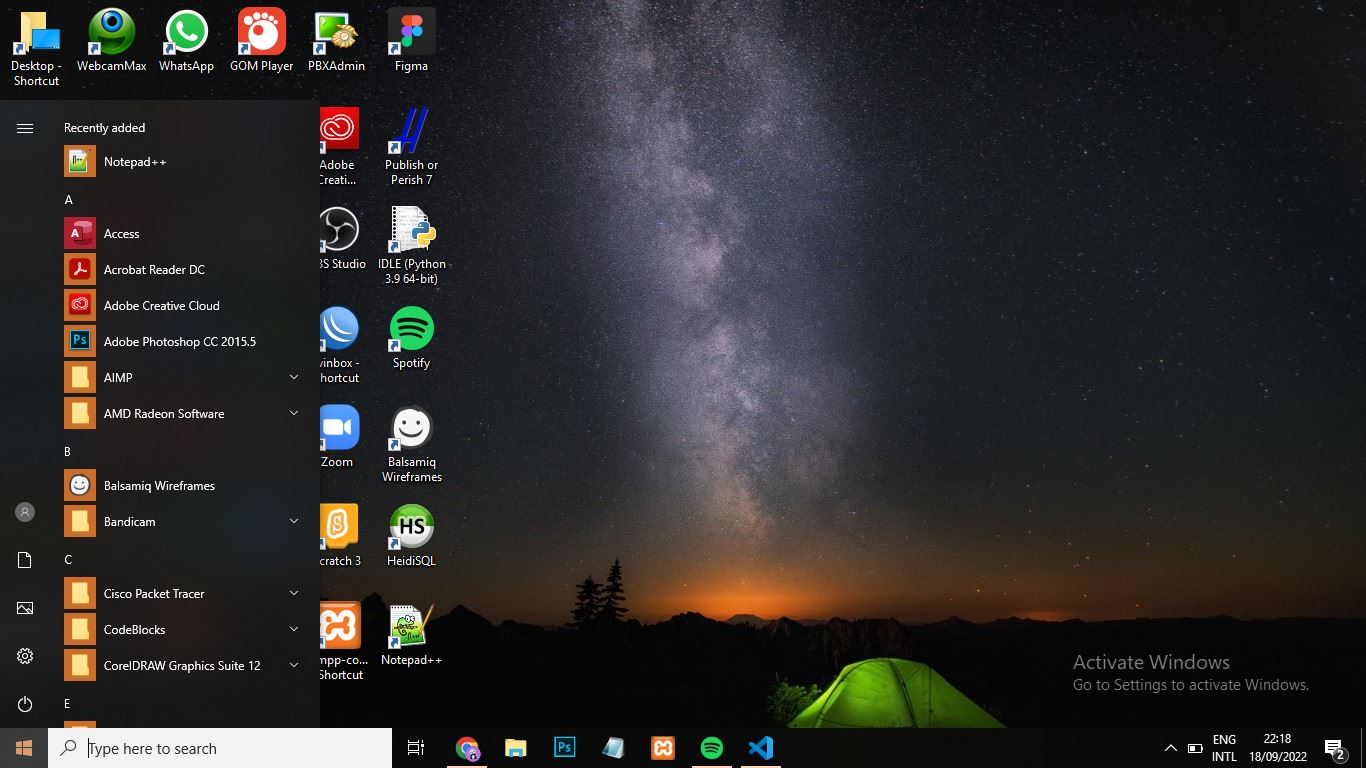 Desktop -
Shortcut
WebcamMax
WhatsApp
GOM Player
PBXAdmin
Figma
Recently added
Notepad++
A
Access
Acrobat Reader DC
Adobe Creative Cloud
Adobe Photoshop CC 2015.5
AIMP
AMD Radeon Software
B
Balsamiq Wireframes
Bandicam
C
Cisco Packet Tracer
CodeBlocks
CorelDRAW Graphics Suite 12
E
Adobe
Creati...
Publish or
Perish 7
BS Studio
IDLE (Python
3.9 64-bit)
winbox -
hortcut
Spotify
Zoom
Balsamiq
Wireframes
cratch 3
HS
HeidiSQL
mpp-co...
Shortcut
Notepad++
Activate Windows
Go to Settings to activate Windows.
Type here to search
Ps
ENG
INTL
22:18
18/09/2022
2